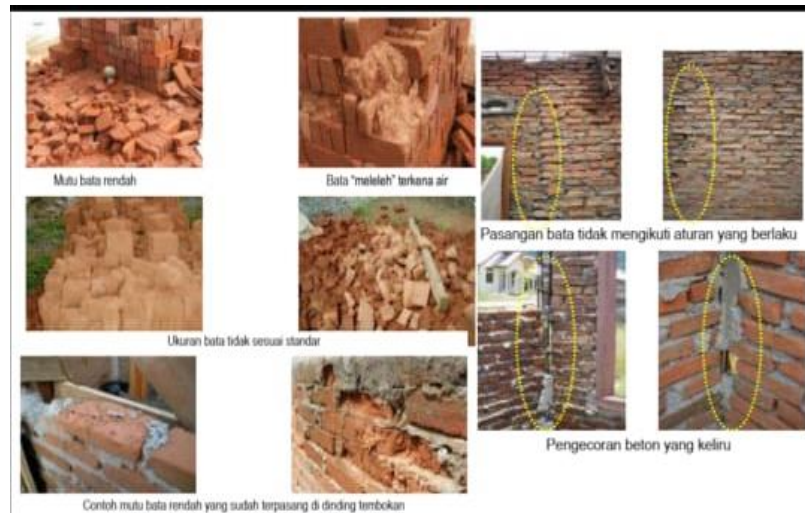 Mutu bata rendah
Bata "meleleh" terkena air
Ukuran bata tidak sesuai standar
Contoh mutu bata rendah yang sudah terpasang di dinding tembokan
Pasangan bata tidak mengikuti aturan yang berlaku
Pengecoran beton yang keliru